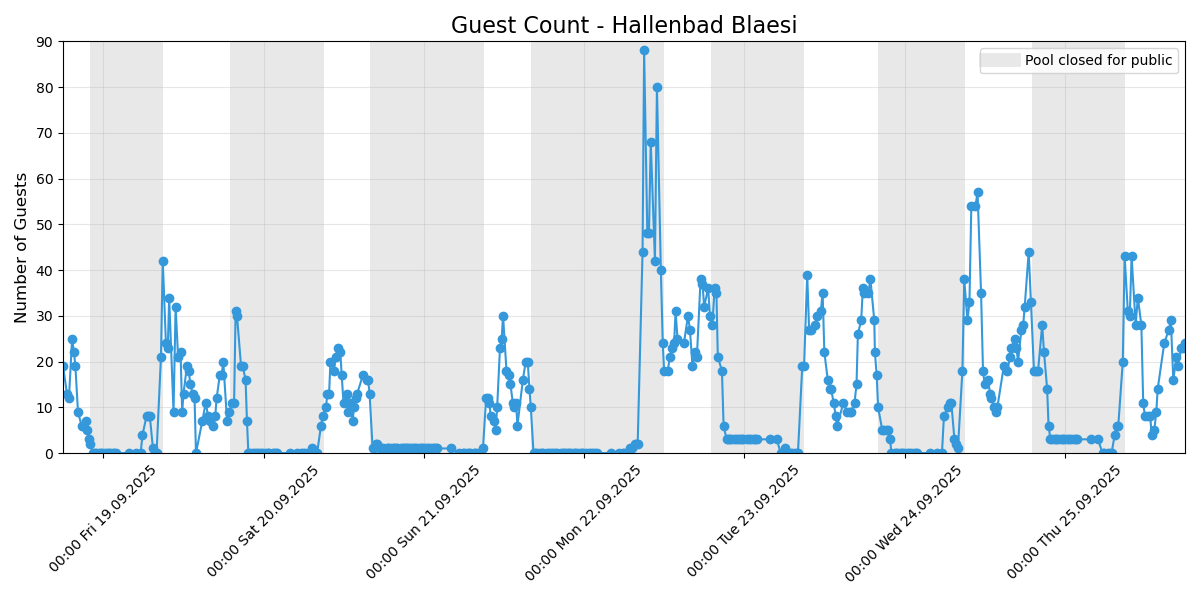 Guest Count - Hallenbad Blaesi
Pool closed for public
Number of Guests
90
80
70
60
50
40
30
20
10
0
00:00 Fri 19.09.2025
00:00 Sat 20.09.2025
00:00 Sun 21.09.2025
00:00 Mon 22.09.2025
00:00 Tue 23.09.2025
00:00 Wed 24.09.2025
00:00 Thu 25.09.2025